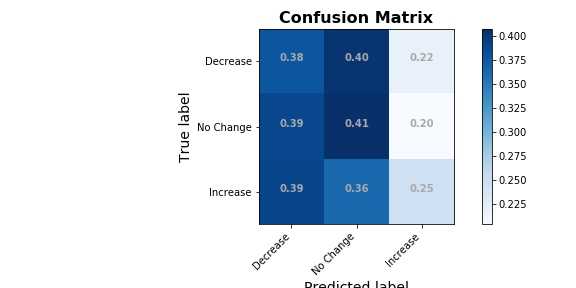 Confusion Matrix
True label
Decrease 0.38 0.40 0.22
No Change 0.39 0.41 0.20
Increase 0.39 0.36 0.25
Decrease No Change Increase
Predicted label
0.400
0.375
0.350
0.325
0.300
0.275
0.250
0.225